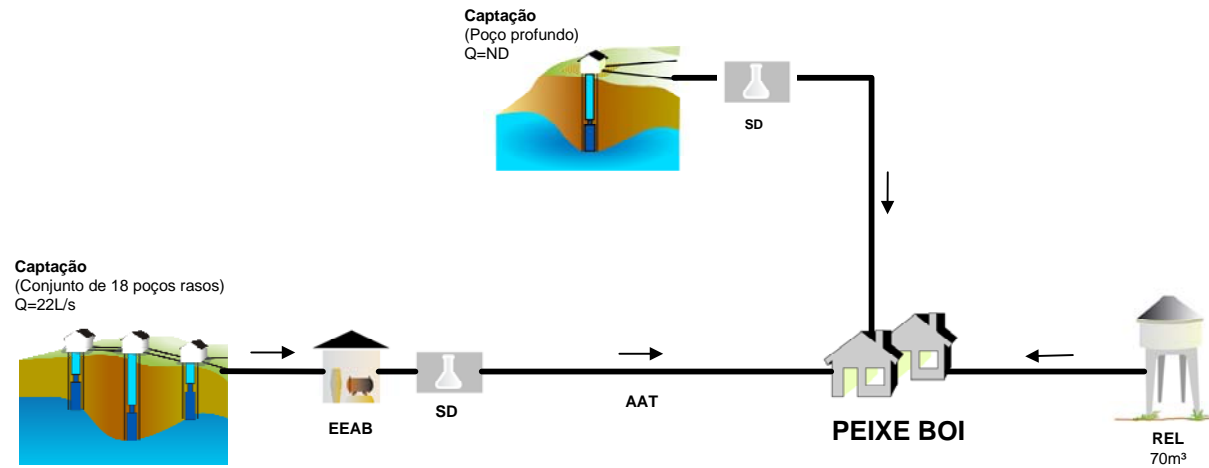 Captação
(Poço profundo)
Q=ND
SD
Captação
(Conjunto de 18 poços rasos)
Q=22L/s
EEAB
SD
AAT
PEIXE BOI
REL
70m³